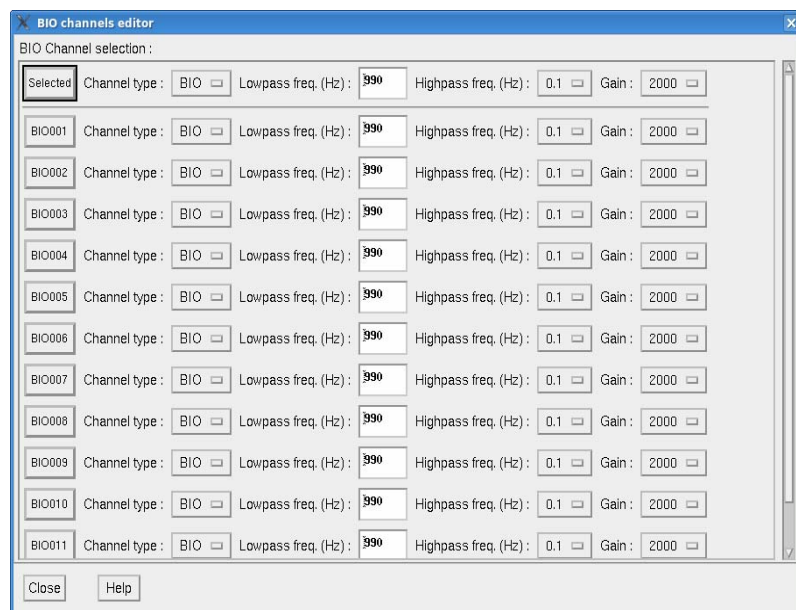 BIO channels editor
BIO Channel selection :
Selected Channel type : BIO Lowpass freq. (Hz) : 990 Highpass freq. (Hz) : 0.1 Gain : 2000
BIO001 Channel type : BIO Lowpass freq. (Hz) : 990 Highpass freq. (Hz) : 0.1 Gain : 2000
BIO002 Channel type : BIO Lowpass freq. (Hz) : 990 Highpass freq. (Hz) : 0.1 Gain : 2000
BIO003 Channel type : BIO Lowpass freq. (Hz) : 990 Highpass freq. (Hz) : 0.1 Gain : 2000
BIO004 Channel type : BIO Lowpass freq. (Hz) : 990 Highpass freq. (Hz) : 0.1 Gain : 2000
BIO005 Channel type : BIO Lowpass freq. (Hz) : 990 Highpass freq. (Hz) : 0.1 Gain : 2000
BIO006 Channel type : BIO Lowpass freq. (Hz) : 990 Highpass freq. (Hz) : 0.1 Gain : 2000
BIO007 Channel type : BIO Lowpass freq. (Hz) : 990 Highpass freq. (Hz) : 0.1 Gain : 2000
BIO008 Channel type : BIO Lowpass freq. (Hz) : 990 Highpass freq. (Hz) : 0.1 Gain : 2000
BIO009 Channel type : BIO Lowpass freq. (Hz) : 990 Highpass freq. (Hz) : 0.1 Gain : 2000
BIO010 Channel type : BIO Lowpass freq. (Hz) : 990 Highpass freq. (Hz) : 0.1 Gain : 2000
BIO011 Channel type : BIO Lowpass freq. (Hz) : 990 Highpass freq. (Hz) : 0.1 Gain : 2000
Close Help